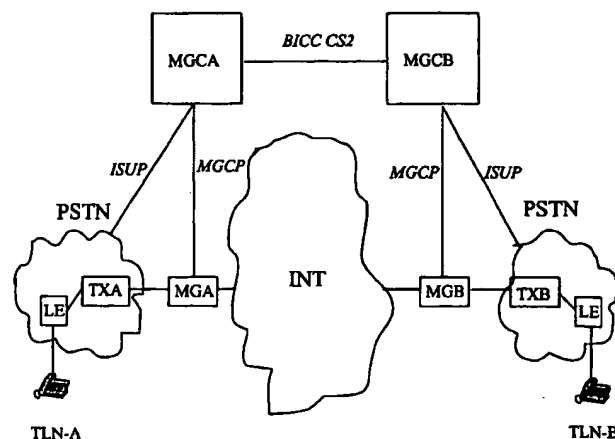 BICC CS2
MGCA
MGCB
ISUP
MGCP
MGCP
ISUP
PSTN
PSTN
INT
TXA
MGA
MGB
TXB
LE
LE
TLN-A
TLN-B